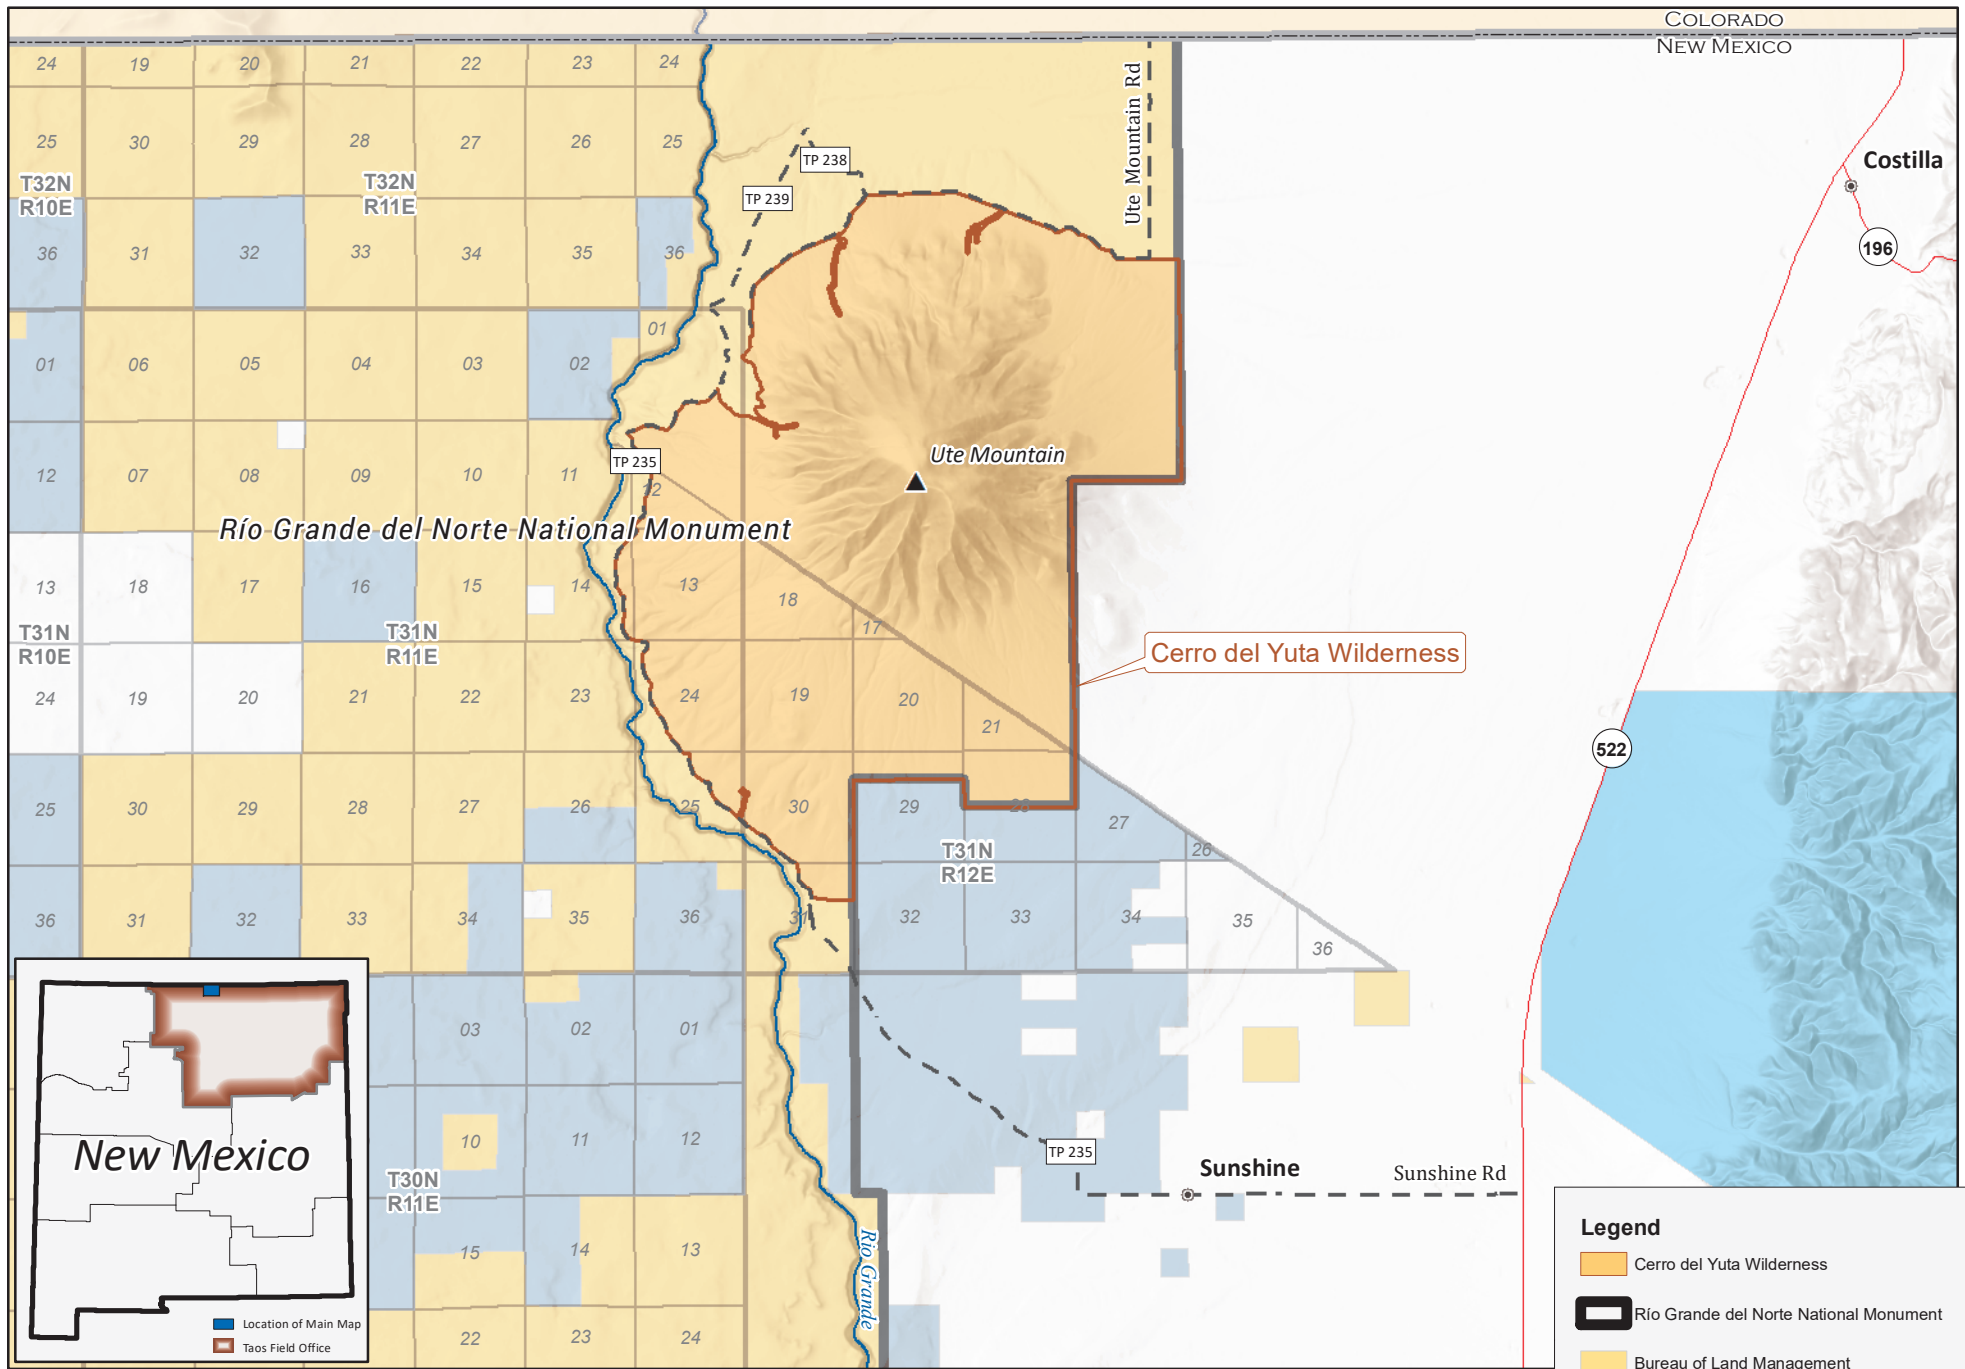 COLORADO
NEW MEXICO
24 19 20 21 22 23 24
Ute Mountain Rd
25 30 29 28 27 26 25
TP 238
Costilla
T32N
R10E
T32N
R11E
TP 239
196
36 31 32 33 34 35 36
01
01 06 05 04 03 02
Ute Mountain
TP 235
12 07 08 09 10 11 12
Río Grande del Norte National Monument
13 18 17 16 15 14 13 18
17
T31N
R10E
T31N
R11E
Cerro del Yuta Wilderness
24 19 20 21 22 23 24 19 20 21
522
25 30 29 28 27 26 25 30 29 28
27
26
T31N
R12E
36 31 32 33 34 35 36 31 32 33 34 35 36
03 02 01
10 11 12
TP 235
Sunshine
Sunshine Rd
T30N
R11E
15 14 13
Rio Grande
22 23 24
New Mexico
Location of Main Map
Taos Field Office
Legend
Cerro del Yuta Wilderness
Río Grande del Norte National Monument
Bureau of Land Management